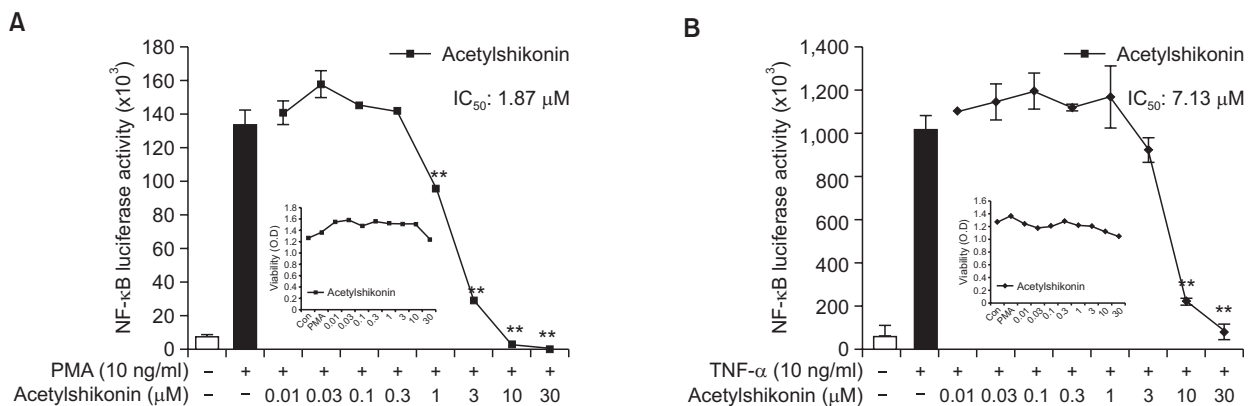 A
NF-κB luciferase activity (x10³)
180
160
140
120
100
80
60
40
20
0
Acetylshikonin
IC₅₀: 1.87 μM
**
**
**
**
Viability (O.D)
1.8
1.6
1.4
1.2
1.0
0.8
0.6
0.4
0.2
0
Acetylshikonin
Con PMA 0.01 0.03 0.1 0.3 1 3 10 30
PMA (10 ng/ml) – + + + + + + + + +
Acetylshikonin (μM) – – 0.01 0.03 0.1 0.3 1 3 10 30
B
NF-κB luciferase activity (x10³)
1,400
1,200
1,000
800
600
400
200
0
Acetylshikonin
IC₅₀: 7.13 μM
**
**
Viability (O.D)
1.6
1.4
1.2
1.0
0.8
0.6
0.4
0.2
0
Acetylshikonin
Con PMA 0.01 0.03 0.1 0.3 1 3 10 30
TNF-α (10 ng/ml) – + + + + + + + + +
Acetylshikonin (μM) – – 0.01 0.03 0.1 0.3 1 3 10 30